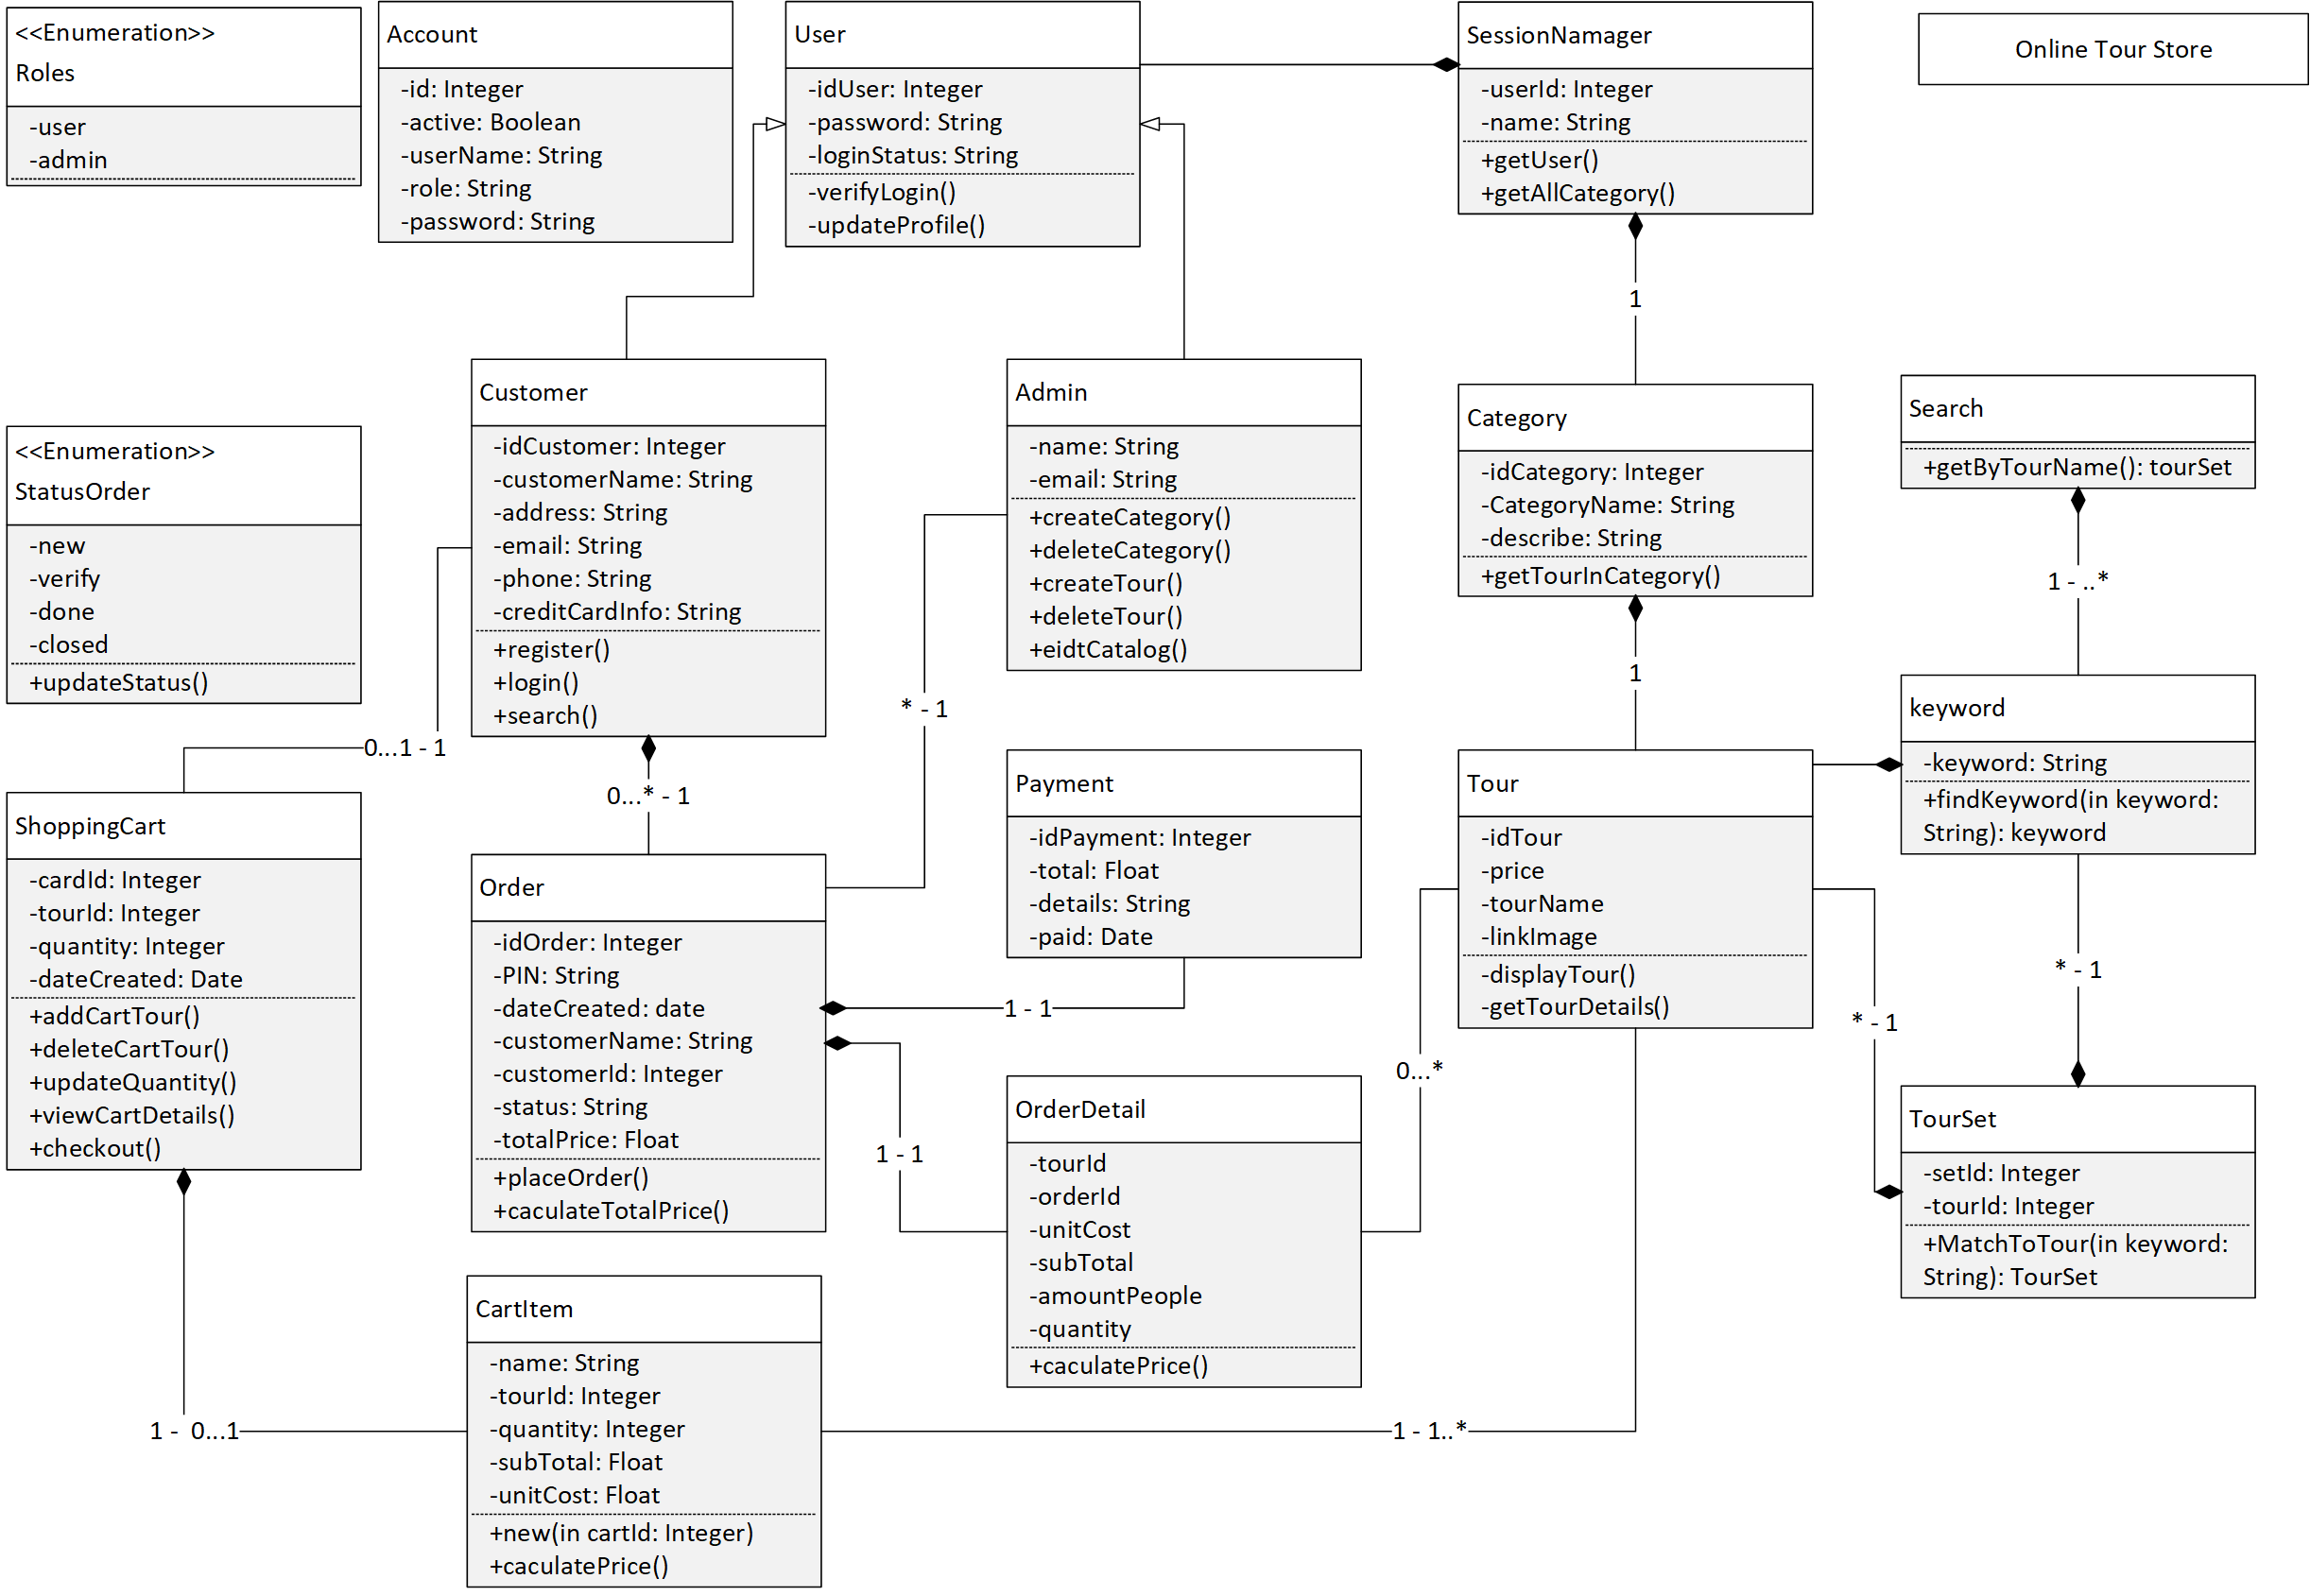 <<Enumeration>>
Roles
-user
-admin
Account
-id: Integer
-active: Boolean
-userName: String
-role: String
-password: String
User
-idUser: Integer
-password: String
-loginStatus: String
-verifyLogin()
-updateProfile()
SessionNamager
-userId: Integer
-name: String
+getUser()
+getAllCategory()
Online Tour Store
1
<<Enumeration>>
StatusOrder
-new
-verify
-done
-closed
+updateStatus()
Customer
-idCustomer: Integer
-customerName: String
-address: String
-email: String
-phone: String
-creditCardInfo: String
+register()
+login()
+search()
Admin
-name: String
-email: String
+createCategory()
+deleteCategory()
+createTour()
+deleteTour()
+eidtCatalog()
Category
-idCategory: Integer
-CategoryName: String
-describe: String
+getTourInCategory()
Search
+getByTourName(): tourSet
1 - ..*
1
* - 1
0...1 - 1
0...* - 1
ShoppingCart
-cardId: Integer
-tourId: Integer
-quantity: Integer
-dateCreated: Date
+addCartTour()
+deleteCartTour()
+updateQuantity()
+viewCartDetails()
+checkout()
Order
-idOrder: Integer
-PIN: String
-dateCreated: date
-customerName: String
-customerId: Integer
-status: String
-totalPrice: Float
+placeOrder()
+caculateTotalPrice()
Payment
-idPayment: Integer
-total: Float
-details: String
-paid: Date
Tour
-idTour
-price
-tourName
-linkImage
-displayTour()
-getTourDetails()
keyword
-keyword: String
+findKeyword(in keyword:
String): keyword
* - 1
* - 1
1 - 1
0...*
1 - 1
OrderDetail
-tourId
-orderId
-unitCost
-subTotal
-amountPeople
-quantity
+caculatePrice()
TourSet
-setId: Integer
-tourId: Integer
+MatchToTour(in keyword:
String): TourSet
CartItem
-name: String
-tourId: Integer
-quantity: Integer
-subTotal: Float
-unitCost: Float
+new(in cartId: Integer)
+caculatePrice()
1 -  0...1
1 - 1..*